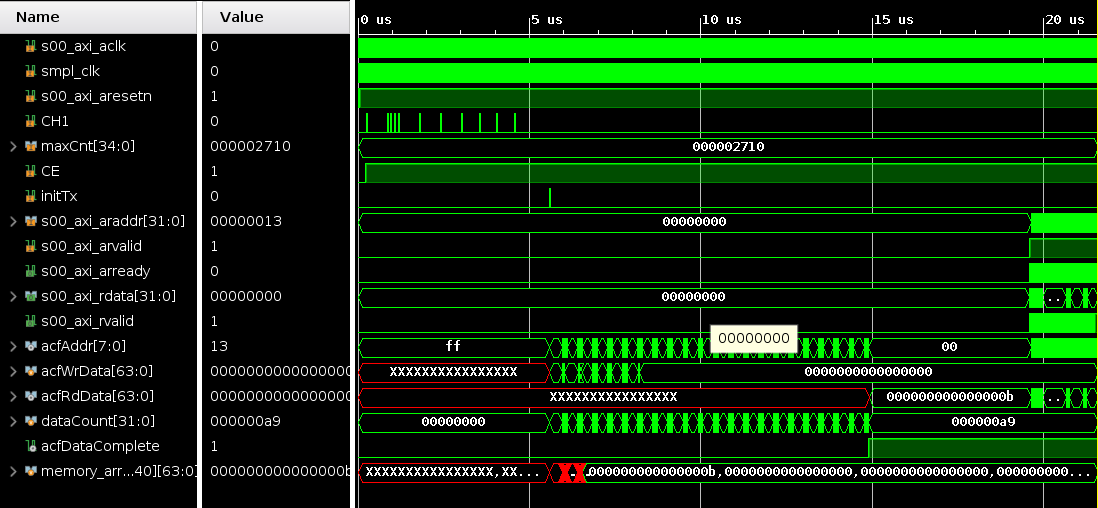 Name Value 0 us 5 us 10 us 15 us 20 us
s00_axi_aclk 0
smpl_clk 0
s00_axi_aresetn 1
CH1 0
maxCnt[34:0] 000002710 000002710
CE 1
initTx 0
s00_axi_araddr[31:0] 00000013 00000000
s00_axi_arvalid 1
s00_axi_arready 0
s00_axi_rdata[31:0] 00000000 00000000 ..
s00_axi_rvalid 1
00000000
acfAddr[7:0] 13 ff 00
acfWrData[63:0] 0000000000000000 XXXXXXXXXXXXXXXX 0000000000000000
acfRdData[63:0] 0000000000000000 XXXXXXXXXXXXXXXX 000000000000000b ..
dataCount[31:0] 000000a9 00000000 000000a9
acfDataComplete 1
memory_arr...40][63:0] 000000000000000b XXXXXXXXXXXXXXXX,XX... ..000000000000000b,0000000000000000,0000000000000000,000000000...